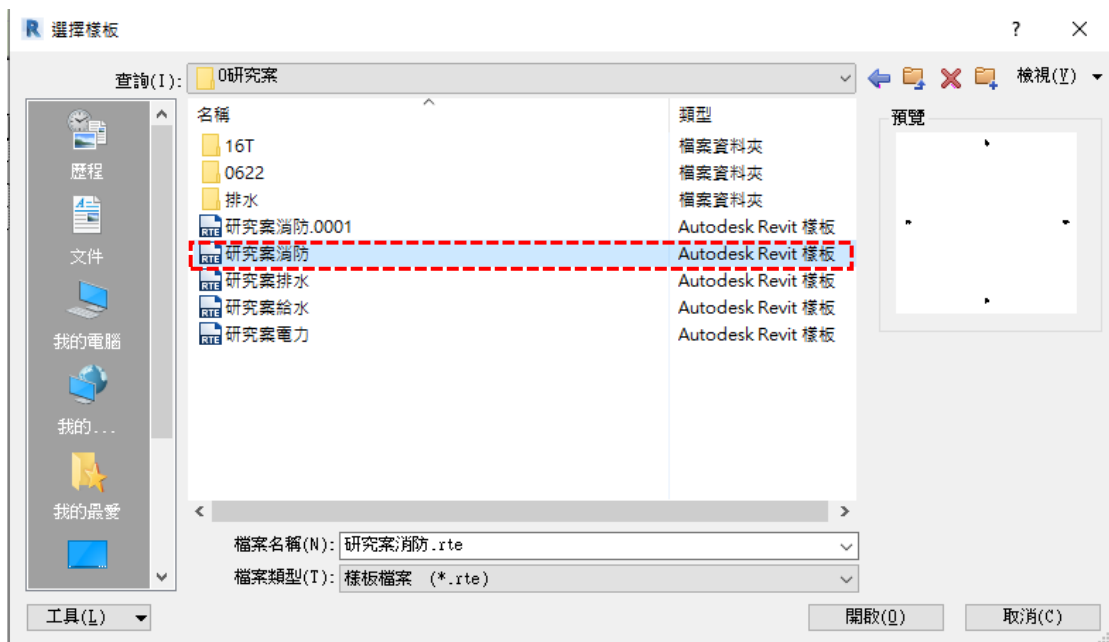 選擇樣板
查詢(I): 0研究案 檢視(V)
名稱 類型 預覽
16T 檔案資料夾
0622 檔案資料夾
排水 檔案資料夾
研究案消防.0001 Autodesk Revit 樣板
研究案消防 Autodesk Revit 樣板
研究案排水 Autodesk Revit 樣板
研究案給水 Autodesk Revit 樣板
研究案電力 Autodesk Revit 樣板
歷程
文件
我的電腦
我的...
我的最愛
檔案名稱(N): 研究案消防.rte
檔案類型(T): 樣板檔案 (*.rte)
工具(L) 開啟(O) 取消(C)